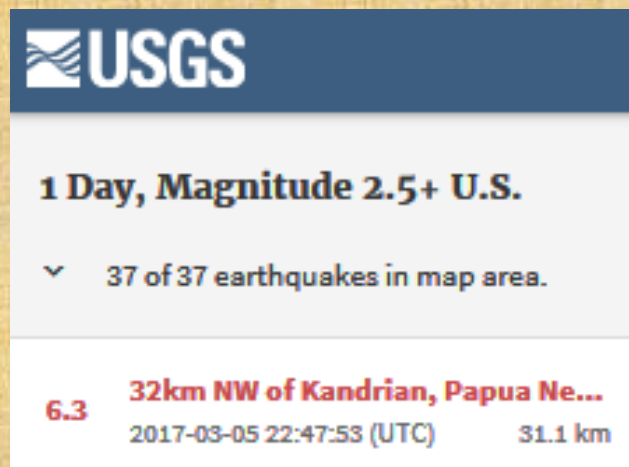 USGS
1 Day, Magnitude 2.5+ U.S.
37 of 37 earthquakes in map area.
6.3 32km NW of Kandrian, Papua Ne...
2017-03-05 22:47:53 (UTC) 31.1 km